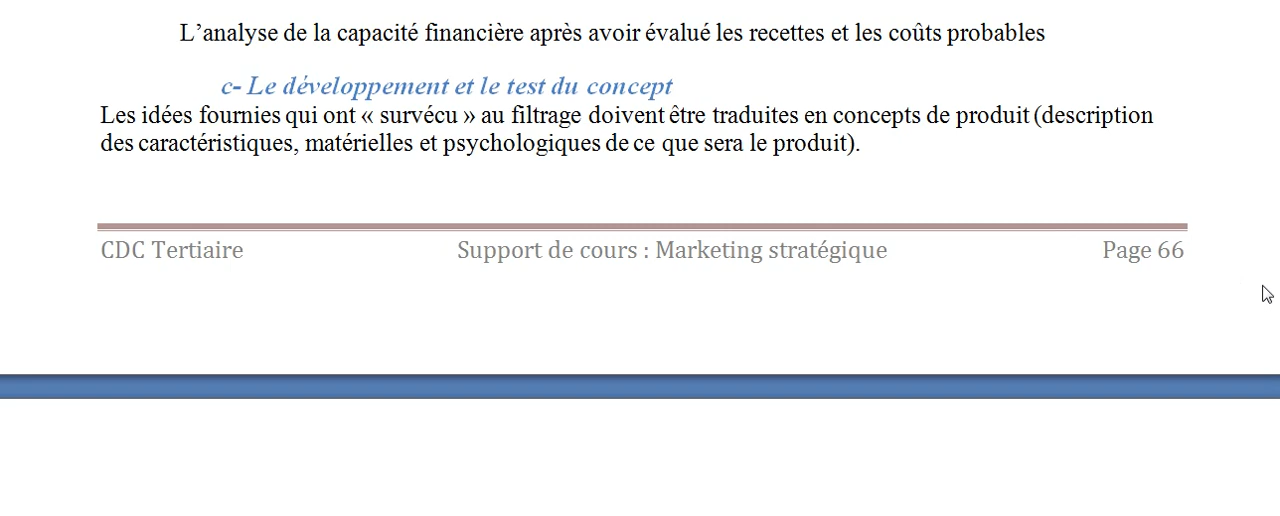 L’analyse de la capacité financière après avoir évalué les recettes et les coûts probables
c- Le développement et le test du concept
Les idées fournies qui ont « survécu » au filtrage doivent être traduites en concepts de produit (description
des caractéristiques, matérielles et psychologiques de ce que sera le produit).
CDC Tertiaire Support de cours : Marketing stratégique Page 66